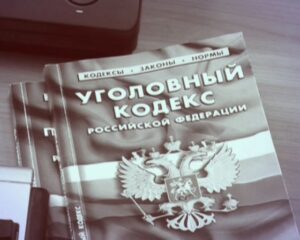 КОДЕКСЫ • ЗАКОНЫ • НОРМЫ
УГОЛОВНЫЙ
КОДЕКС
РОССИЙСКОЙ ФЕДЕРАЦИИ